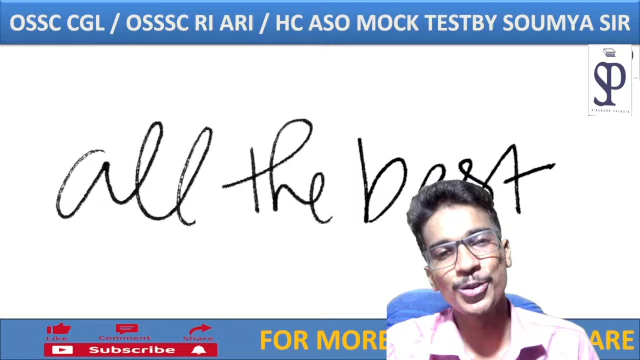 OSSC CGL / OSSSC RI ARI / HC ASO MOCK TESTBY SOUMYA SIR
SP
all the best
Like
Comment
Share
Subscribe
FOR MORE
ARE